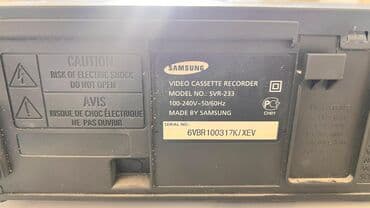 CAUTION
RISK OF ELECTRIC SHOCK
DO NOT OPEN
AVIS
RISQUE DE CHOC ÉLECTRIQUE
NE PAS OUVRIR
SAMSUNG
VIDEO CASSETTE RECORDER
MODEL NO.: SVR-233
100-240V~50/60Hz
MADE BY SAMSUNG
SERIAL NO.:
6VBR100317K/XEV